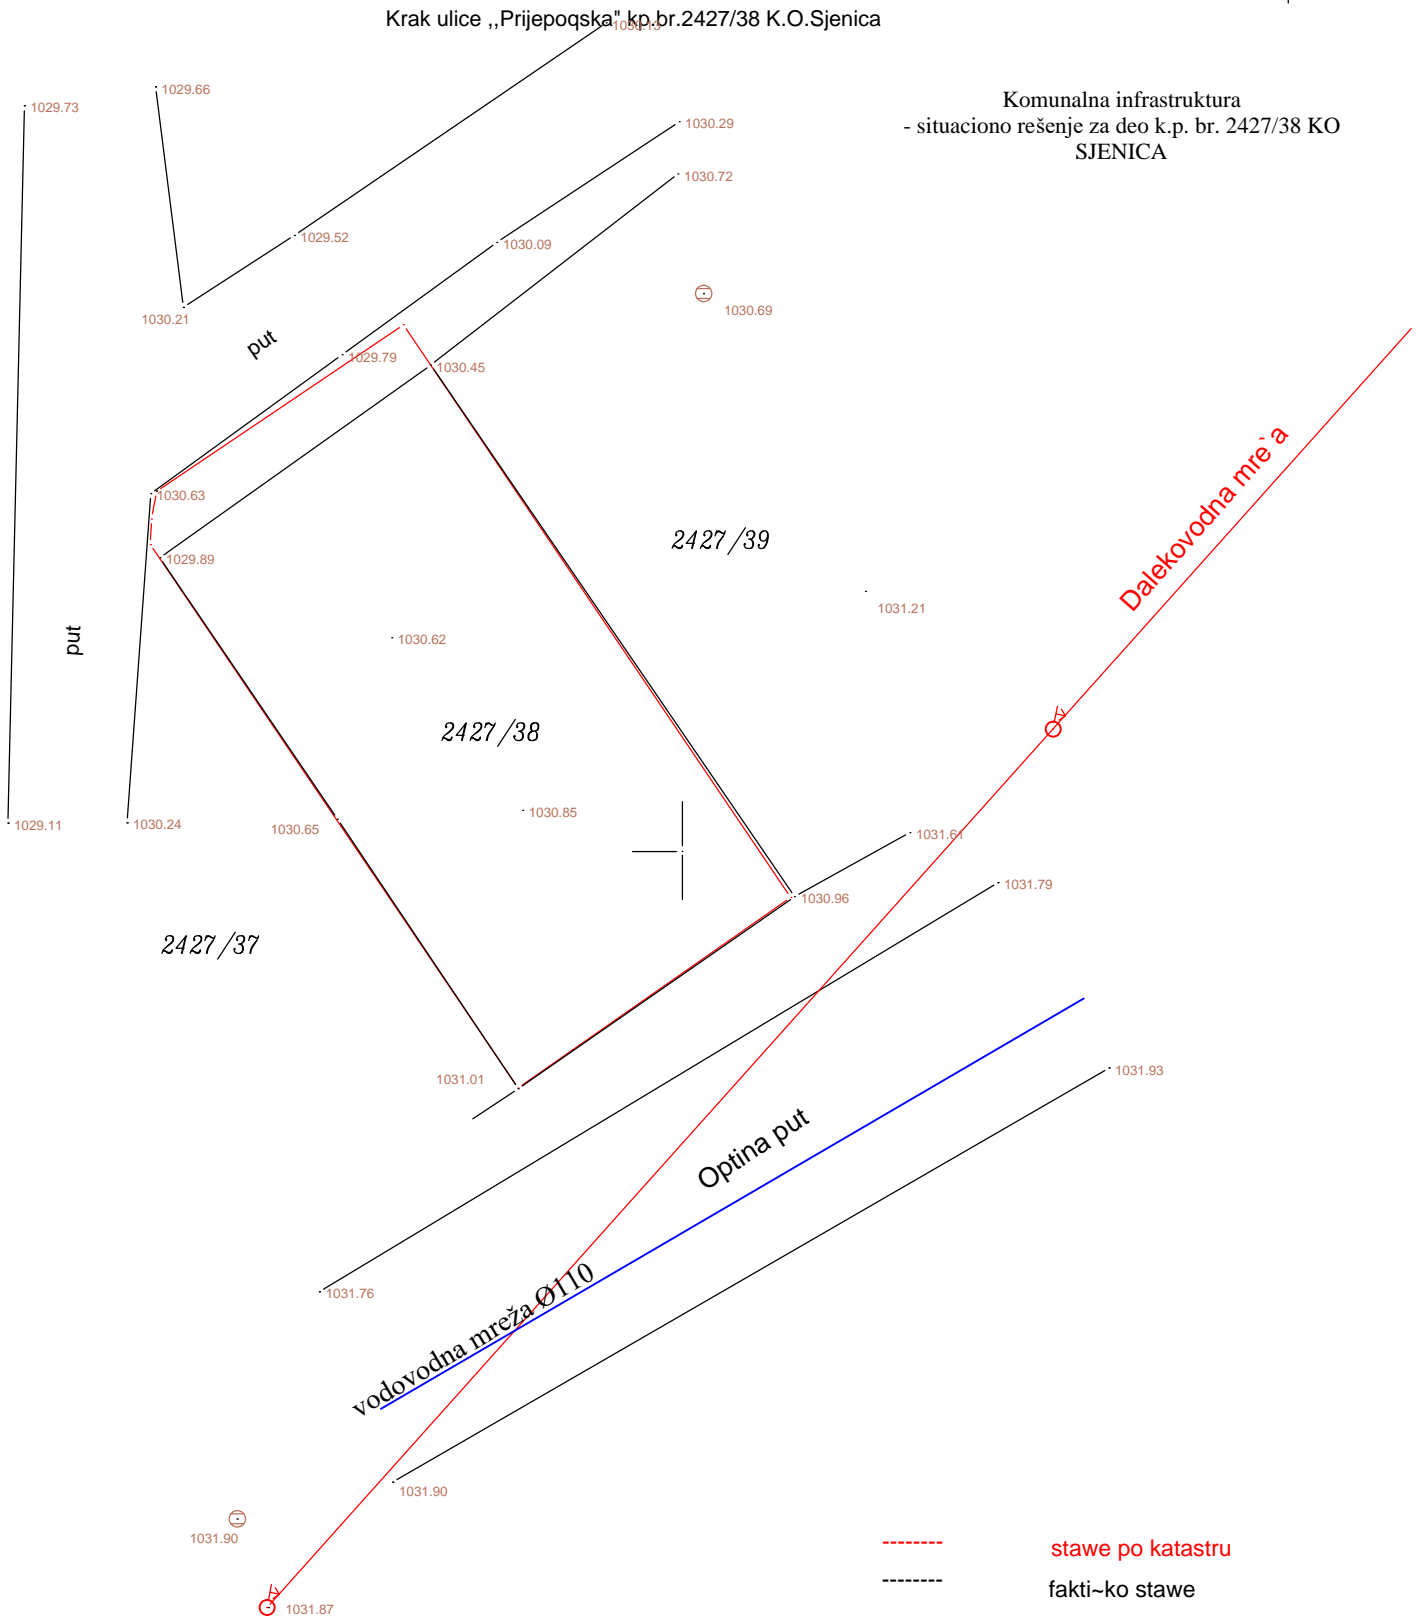 Krak ulice ,,Prijepoqska" kp.br.2427/38 K.O.Sjenica
1030.13
1029.66
1029.73
Komunalna infrastruktura
- situaciono rešenje za deo k.p. br. 2427/38 KO
SJENICA
1030.29
1030.72
1029.52
1030.09
1030.69
1030.21
put
1029.79
1030.45
Dalekovodna mre`a
1030.63
2427/39
1029.89
1031.21
put
1030.62
2427/38
1030.85
1029.11
1030.24
1030.65
1031.61
1031.79
1030.96
2427/37
1031.01
1031.93
Optina put
1031.76
vodovodna mreža Ø110
1031.90
1031.90
stawe po katastru
fakti~ko stawe
1031.87